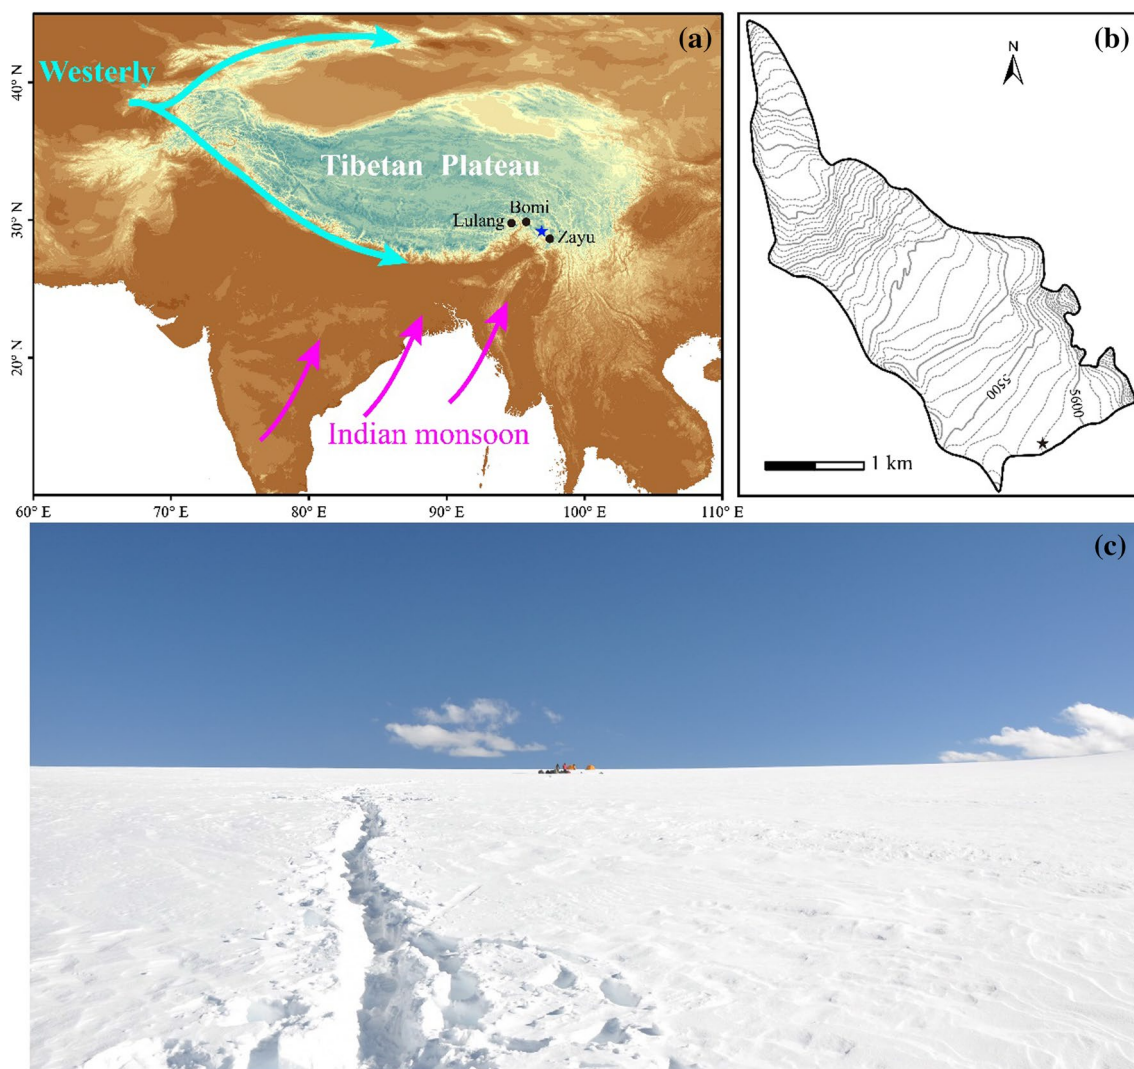 (a)
Westerly
Tibetan Plateau
Bomi
Lulang
Zayu
Indian monsoon
40° N
30° N
20° N
60° E
70° E
80° E
90° E
100° E
110° E
(b)
N
5500
5600
1 km
(c)